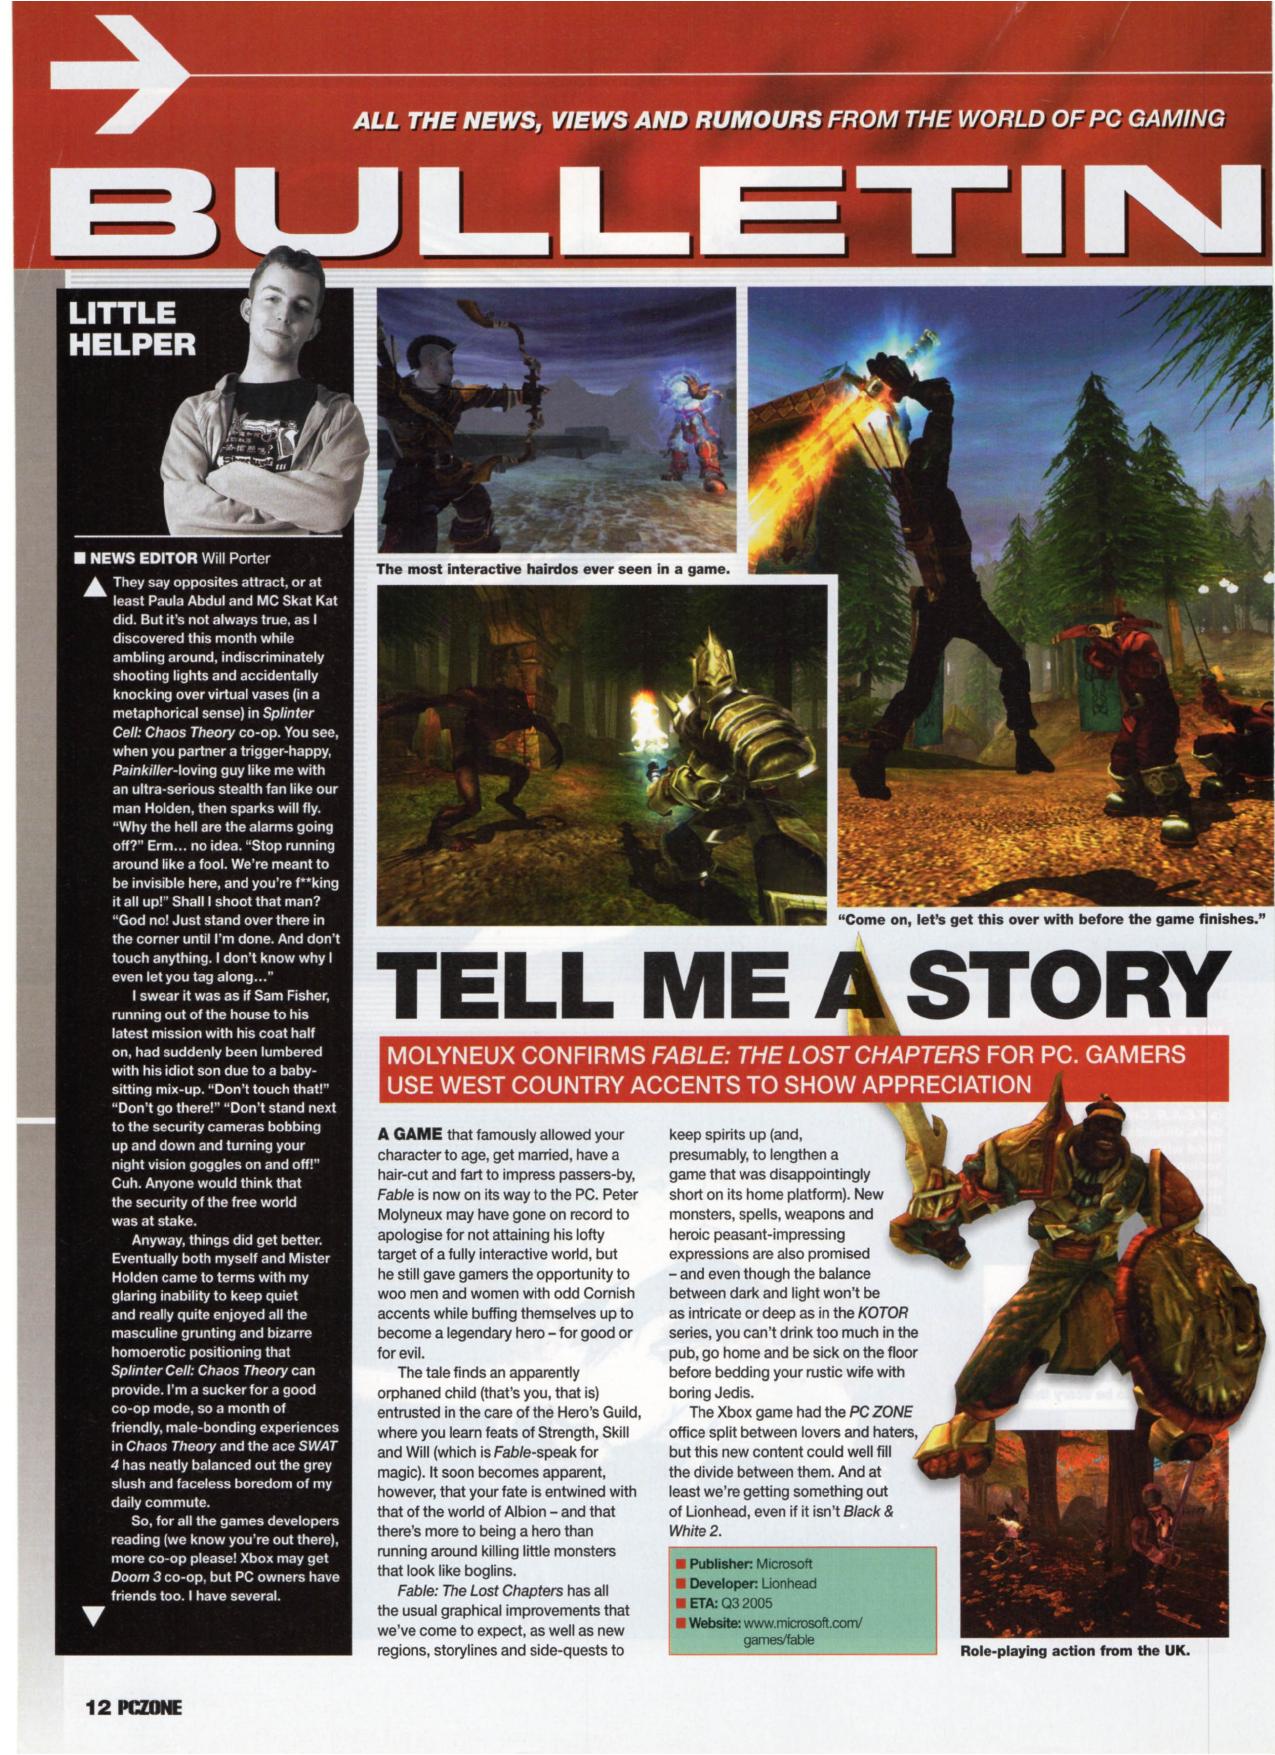 ALL THE NEWS, VIEWS AND RUMOURS FROM THE WORLD OF PC GAMING
BULLETIN
LITTLE
HELPER
■ NEWS EDITOR Will Porter
They say opposites attract, or at
least Paula Abdul and MC Skat Kat
did. But it's not always true, as I
discovered this month while
ambling around, indiscriminately
shooting lights and accidentally
knocking over virtual vases (in a
metaphorical sense) in Splinter
Cell: Chaos Theory co-op. You see,
when you partner a trigger-happy,
Painkiller-loving guy like me with
an ultra-serious stealth fan like our
man Holden, then sparks will fly.
“Why the hell are the alarms going
off?” Erm... no idea. “Stop running
around like a fool. We're meant to
be invisible here, and you're f**king
it all up!” Shall I shoot that man?
“God no! Just stand over there in
the corner until I'm done. And don't
touch anything. I don't know why I
even let you tag along...”
I swear it was as if Sam Fisher,
running out of the house to his
latest mission with his coat half
on, had suddenly been lumbered
with his idiot son due to a baby-
sitting mix-up. “Don't touch that!”
“Don't go there!” “Don't stand next
to the security cameras bobbing
up and down and turning your
night vision goggles on and off!”
Cuh. Anyone would think that
the security of the free world
was at stake.
Anyway, things did get better.
Eventually both myself and Mister
Holden came to terms with my
glaring inability to keep quiet
and really quite enjoyed all the
masculine grunting and bizarre
homoerotic positioning that
Splinter Cell: Chaos Theory can
provide. I'm a sucker for a good
co-op mode, so a month of
friendly, male-bonding experiences
in Chaos Theory and the ace SWAT
4 has neatly balanced out the grey
slush and faceless boredom of my
daily commute.
So, for all the games developers
reading (we know you're out there),
more co-op please! Xbox may get
Doom 3 co-op, but PC owners have
friends too. I have several.
The most interactive hairdos ever seen in a game.
“Come on, let's get this over with before the game finishes.”
TELL ME A STORY
MOLYNEUX CONFIRMS FABLE: THE LOST CHAPTERS FOR PC. GAMERS
USE WEST COUNTRY ACCENTS TO SHOW APPRECIATION
A GAME that famously allowed your
character to age, get married, have a
hair-cut and fart to impress passers-by,
Fable is now on its way to the PC. Peter
Molyneux may have gone on record to
apologise for not attaining his lofty
target of a fully interactive world, but
he still gave gamers the opportunity to
woo men and women with odd Cornish
accents while buffing themselves up to
become a legendary hero – for good or
for evil.
The tale finds an apparently
orphaned child (that's you, that is)
entrusted in the care of the Hero's Guild,
where you learn feats of Strength, Skill
and Will (which is Fable-speak for
magic). It soon becomes apparent,
however, that your fate is entwined with
that of the world of Albion – and that
there's more to being a hero than
running around killing little monsters
that look like boglins.
Fable: The Lost Chapters has all
the usual graphical improvements that
we've come to expect, as well as new
regions, storylines and side-quests to
keep spirits up (and,
presumably, to lengthen a
game that was disappointingly
short on its home platform). New
monsters, spells, weapons and
heroic peasant-impressing
expressions are also promised
– and even though the balance
between dark and light won't be
as intricate or deep as in the KOTOR
series, you can't drink too much in the
pub, go home and be sick on the floor
before bedding your rustic wife with
boring Jedis.
The Xbox game had the PC ZONE
office split between lovers and haters,
but this new content could well fill
the divide between them. And at
least we're getting something out
of Lionhead, even if it isn't Black &
White 2.
■ Publisher: Microsoft
■ Developer: Lionhead
■ ETA: Q3 2005
■ Website: www.microsoft.com/
games/fable
Role-playing action from the UK.
12 PCZONE